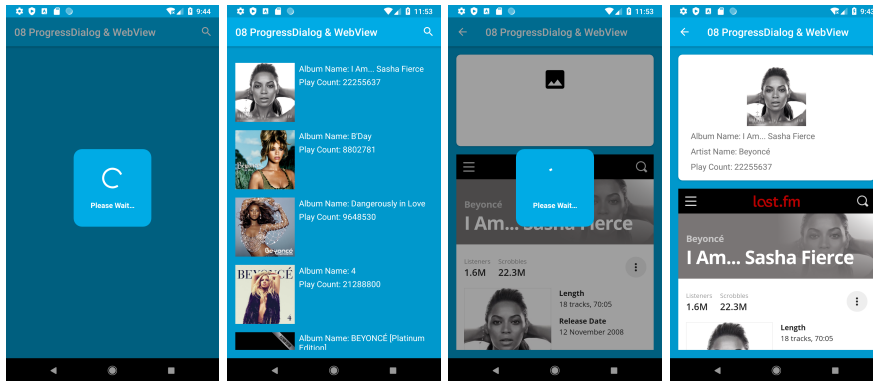 9:44
08 ProgressDialog & WebView
Please Wait...
11:53
08 ProgressDialog & WebView
Album Name: I Am... Sasha Fierce
Play Count: 22255637
Album Name: B'Day
Play Count: 8802781
Album Name: Dangerously in Love
Play Count: 9648530
Beyoncé
Album Name: 4
Play Count: 21288800
BEYONCÉ
4
Album Name: BEYONCÉ [Platinum
Edition]
11:53
08 ProgressDialog & WebView
Please Wait...
Beyoncé
I Am... Sasha Fierce
Listeners Scrobbles
1.6M 22.3M
Length
18 tracks, 70:05
Release Date
12 November 2008
9:43
08 ProgressDialog & WebView
Album Name: I Am... Sasha Fierce
Artist Name: Beyoncé
Play Count: 22255637
last.fm
Beyoncé
I Am... Sasha Fierce
Listeners Scrobbles
1.6M 22.3M
Length
18 tracks, 70:05